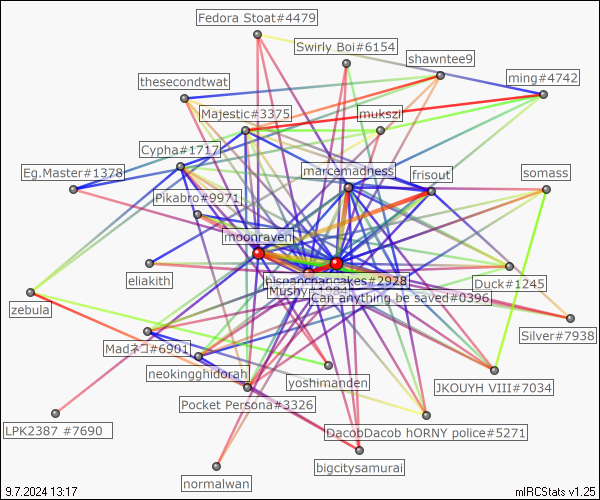 Fedora Stoat#4479
Swirly Boi#6154
shawntee9
ming#4742
thesecondtwat
Majestic#3375
mukszi
Cypha#1717
marcemadness
frisout
Eg.Master#1378
somass
Pikabro#9971
moonraven
eliakith
hispanchancakes#2928
Duck#1245
Can anything be saved#0396
zebula
Silver#7938
Madネコ#6901
neokingghidorah
yoshimanden
JKOUYH VIII#7034
Pocket Persona#3326
LPK2387 #7690
DacobDacob hORNY police#5271
bigcitysamurai
normalwan
9.7.2024 13:17
mIRCStats v1.25